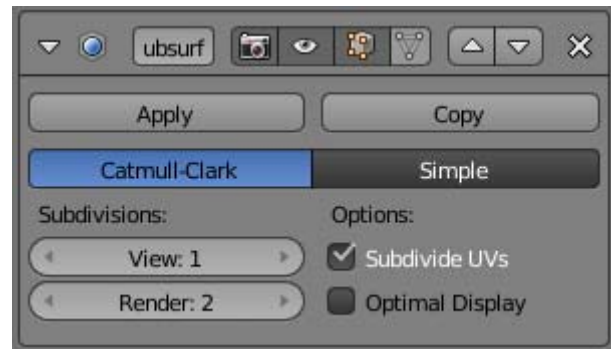 ubsurf
Apply Copy
Catmull-Clark Simple
Subdivisions: Options:
View: 1 Subdivide UVs
Render: 2 Optimal Display